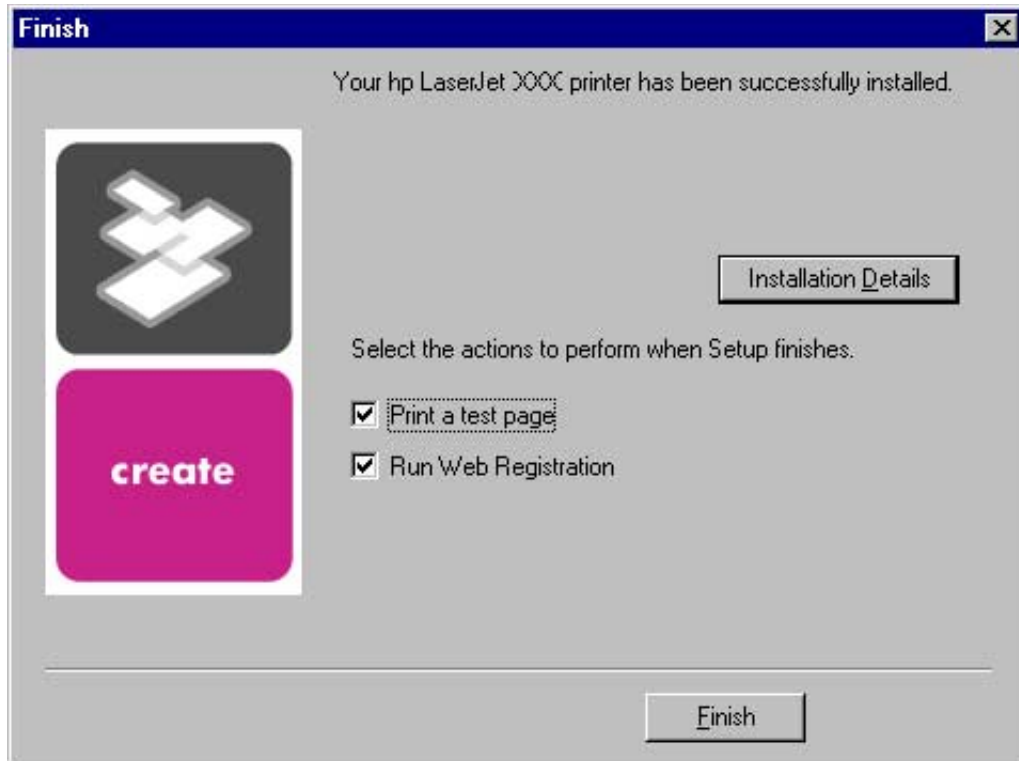 Finish
Your hp LaserJet XXX printer has been successfully installed.
Installation Details
Select the actions to perform when Setup finishes.
Print a test page
create
Run Web Registration
Finish